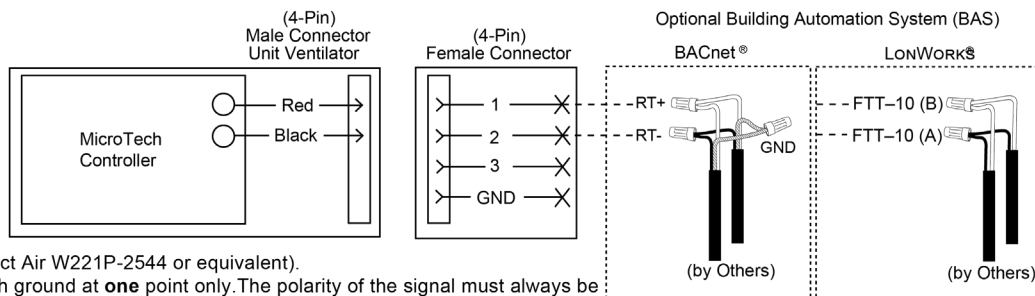 (4-Pin)
Male Connector
Unit Ventilator
(4-Pin)
Female Connector
Optional Building Automation System (BAS)
BACnet ®
LONWORKS®
MicroTech
Controller
Red
Black
1
2
3
GND
RT+
RT-
GND
(by Others)
FTT–10 (B)
FTT–10 (A)
(by Others)
ct Air W221P-2544 or equivalent).
h ground at one point only.The polarity of the signal must always be